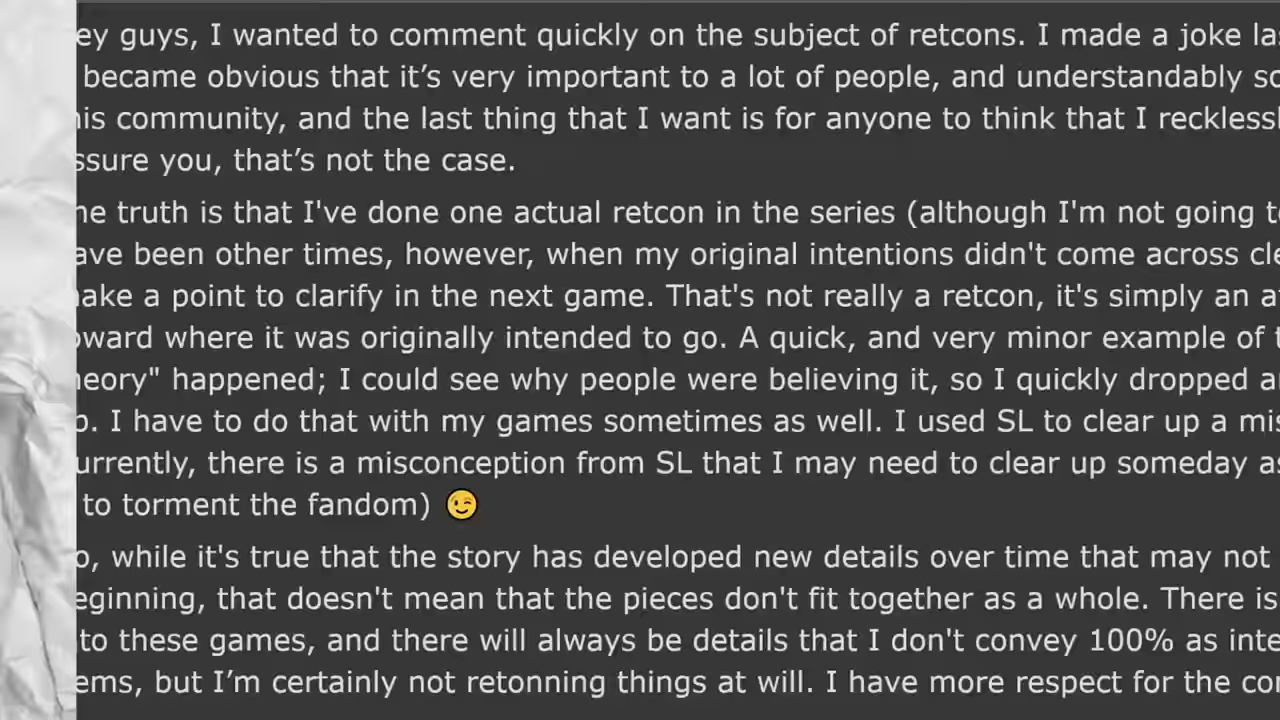 ey guys, I wanted to comment quickly on the subject of retcons. I made a joke las
became obvious that it’s very important to a lot of people, and understandably so
is community, and the last thing that I want is for anyone to think that I reckless
ssure you, that’s not the case.
he truth is that I've done one actual retcon in the series (although I'm not going to
ave been other times, however, when my original intentions didn't come across cle
ake a point to clarify in the next game. That's not really a retcon, it's simply an a
oward where it was originally intended to go. A quick, and very minor example of t
heory" happened; I could see why people were believing it, so I quickly dropped a
o. I have to do that with my games sometimes as well. I used SL to clear up a mis
urrently, there is a misconception from SL that I may need to clear up someday as
to torment the fandom) 😉
o, while it's true that the story has developed new details over time that may not
eginning, that doesn't mean that the pieces don't fit together as a whole. There is
to these games, and there will always be details that I don't convey 100% as inte
ems, but I’m certainly not retonning things at will. I have more respect for the co